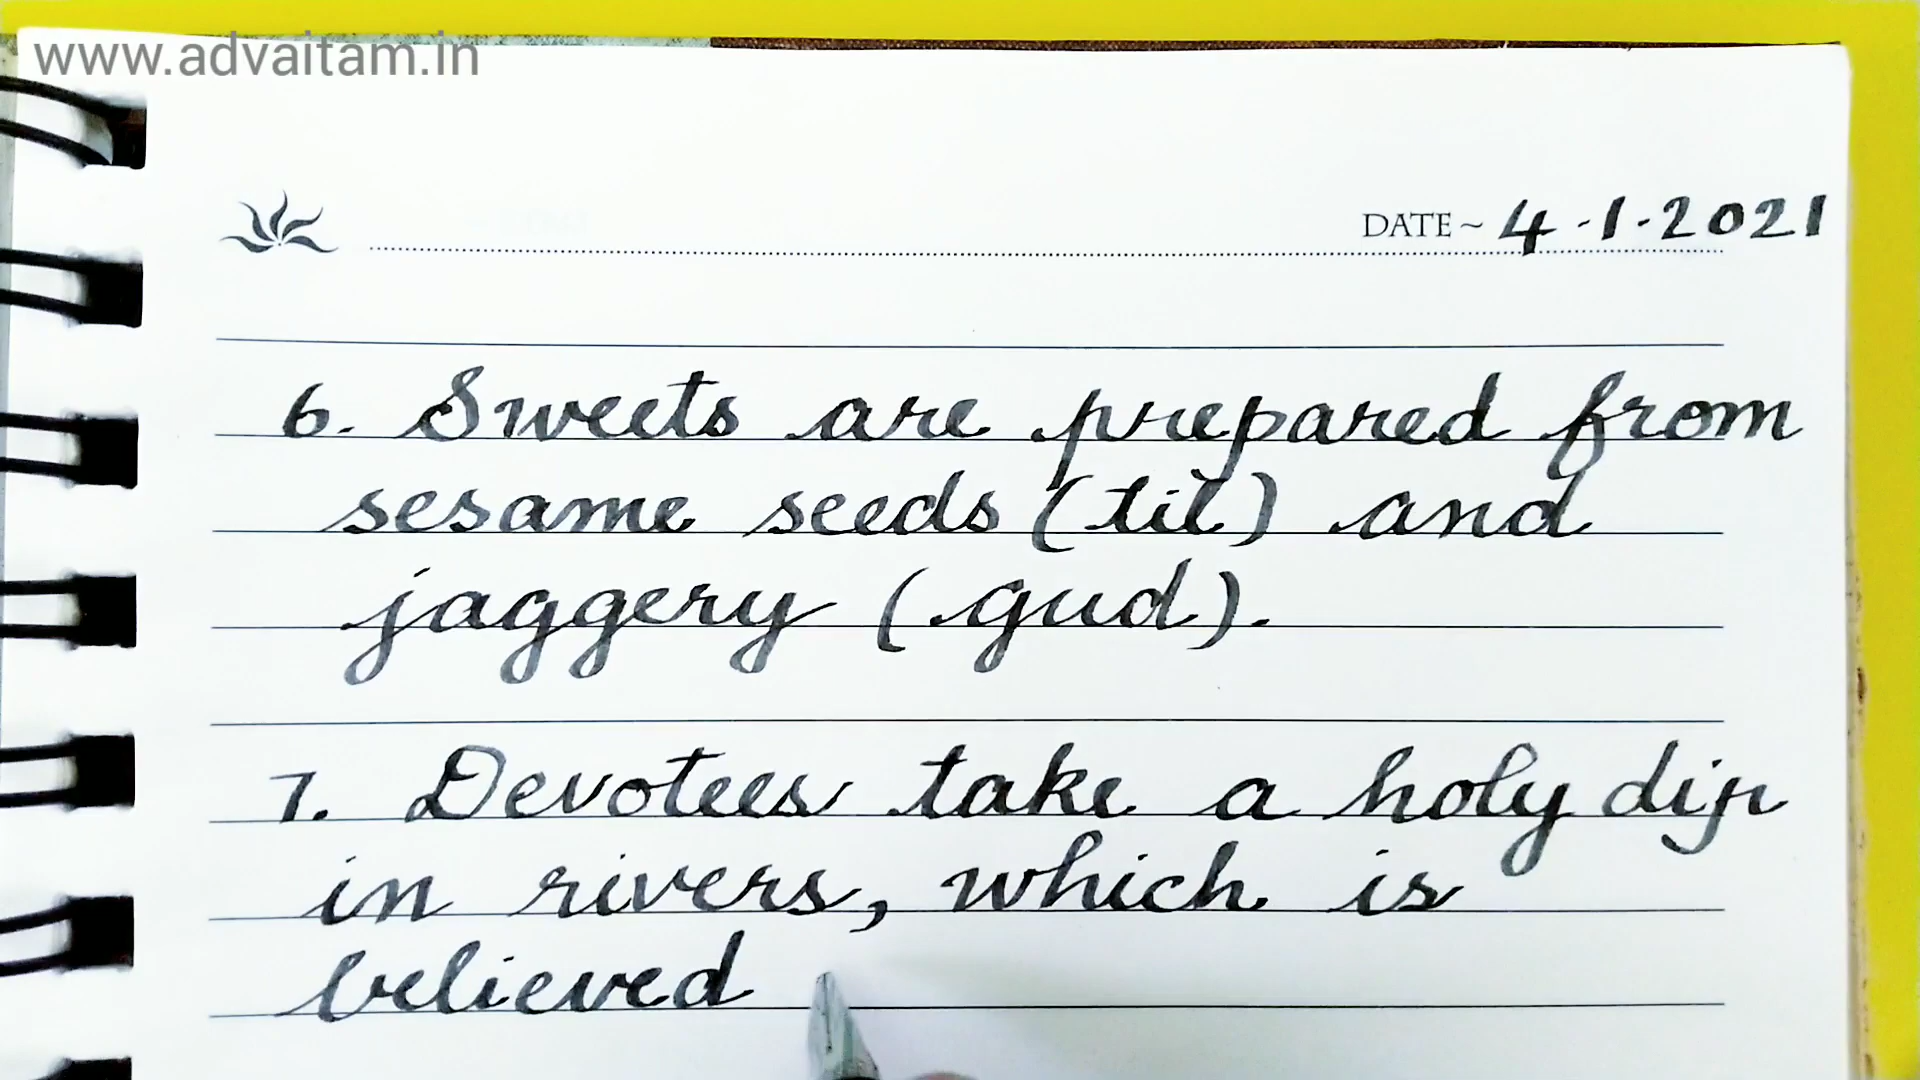 www.advaitam.in
DATE~ 4.1.2021
6. Sweets are prepared from
sesame seeds (til) and
jaggery (gud).
7. Devotees take a holy dip
in rivers, which is
believed